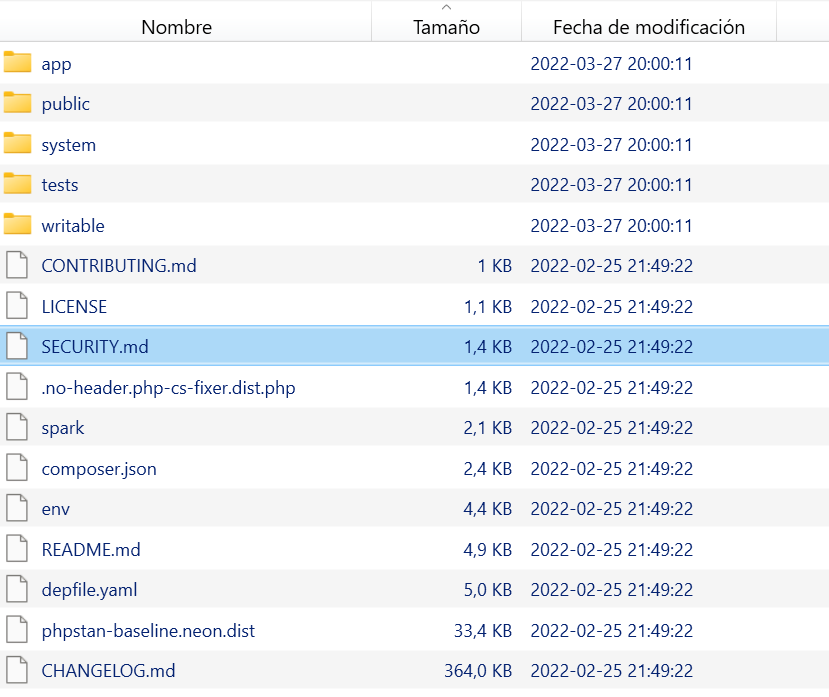 Nombre Tamaño Fecha de modificación
app 2022-03-27 20:00:11
public 2022-03-27 20:00:11
system 2022-03-27 20:00:11
tests 2022-03-27 20:00:11
writable 2022-03-27 20:00:11
CONTRIBUTING.md 1 KB 2022-02-25 21:49:22
LICENSE 1,1 KB 2022-02-25 21:49:22
SECURITY.md 1,4 KB 2022-02-25 21:49:22
.no-header.php-cs-fixer.dist.php 1,4 KB 2022-02-25 21:49:22
spark 2,1 KB 2022-02-25 21:49:22
composer.json 2,4 KB 2022-02-25 21:49:22
env 4,4 KB 2022-02-25 21:49:22
README.md 4,9 KB 2022-02-25 21:49:22
depfile.yaml 5,0 KB 2022-02-25 21:49:22
phpstan-baseline.neon.dist 33,4 KB 2022-02-25 21:49:22
CHANGELOG.md 364,0 KB 2022-02-25 21:49:22